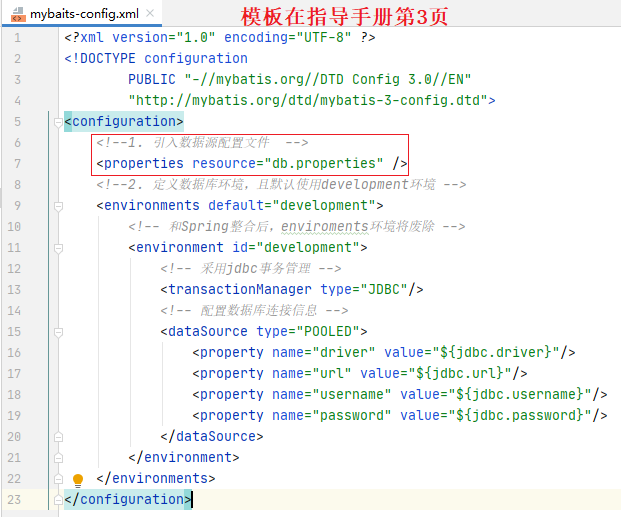 mybaits-config.xml
模板在指导手册第3页
1 <?xml version="1.0" encoding="UTF-8" ?>
2 <!DOCTYPE configuration
3 PUBLIC "-//mybatis.org//DTD Config 3.0//EN"
4 "http://mybatis.org/dtd/mybatis-3-config.dtd">
5 <configuration>
6 <!--1. 引入数据源配置文件 -->
7 <properties resource="db.properties" />
8 <!--2. 定义数据库环境，且默认使用development环境 -->
9 <environments default="development">
10 <!-- 和Spring整合后，enviroments环境将废除 -->
11 <environment id="development">
12 <!-- 采用jdbc事务管理 -->
13 <transactionManager type="JDBC"/>
14 <!-- 配置数据库连接信息 -->
15 <dataSource type="POOLED">
16 <property name="driver" value="${jdbc.driver}"/>
17 <property name="url" value="${jdbc.url}"/>
18 <property name="username" value="${jdbc.username}"/>
19 <property name="password" value="${jdbc.password}"/>
20 </dataSource>
21 </environment>
22 </environments>
23 </configuration>